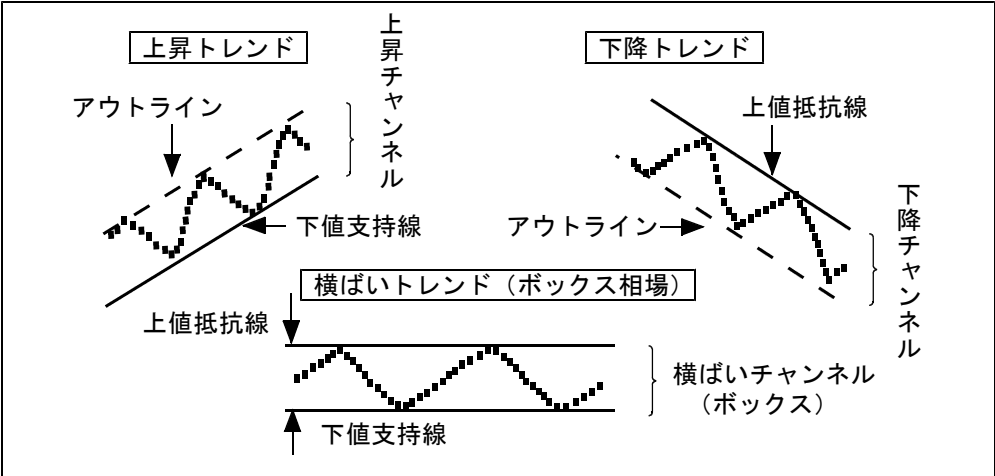 上昇トレンド
アウトライン
上昇チャンネル
下値支持線
下降トレンド
上値抵抗線
アウトライン
下降チャンネル
横ばいトレンド（ボックス相場）
上値抵抗線
下値支持線
横ばいチャンネル
（ボックス）